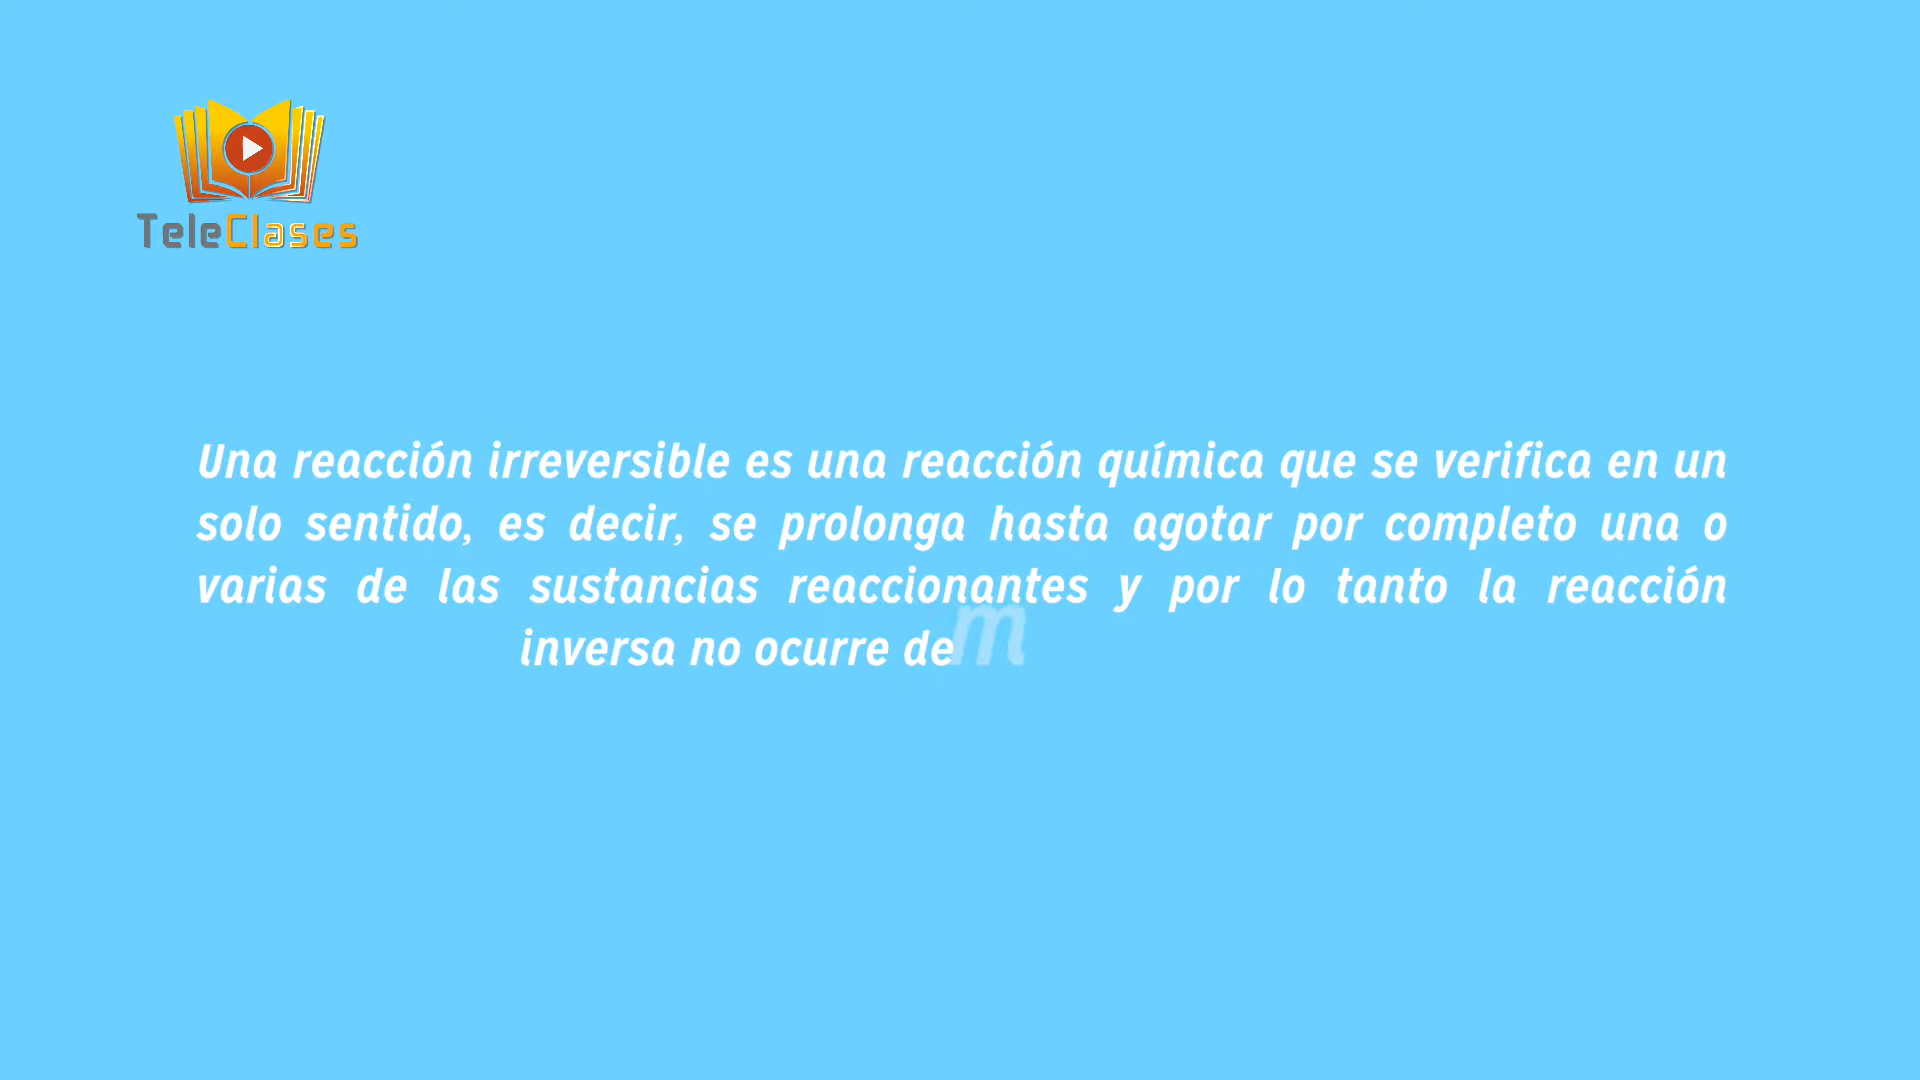 TeleClases
Una reacción irreversible es una reacción química que se verifica en un
solo sentido, es decir, se prolonga hasta agotar por completo una o
varias de las sustancias reaccionantes y por lo tanto la reacción
inversa no ocurre dem